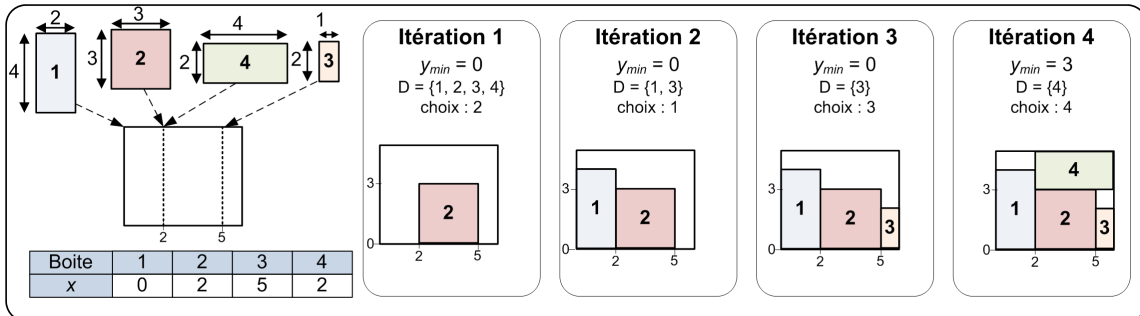 2
4
1
3
3
2
4
2
4
1
2
3
2
5
Boite 1 2 3 4
x 0 2 5 2
Itération 1
ymin = 0
D = {1, 2, 3, 4}
choix : 2
3
2
0
2
5
Itération 2
ymin = 0
D = {1, 3}
choix : 1
3
1
2
0
2
5
Itération 3
ymin = 0
D = {3}
choix : 3
3
1
2
3
0
2
5
Itération 4
ymin = 3
D = {4}
choix : 4
4
3
1
2
3
0
2
5